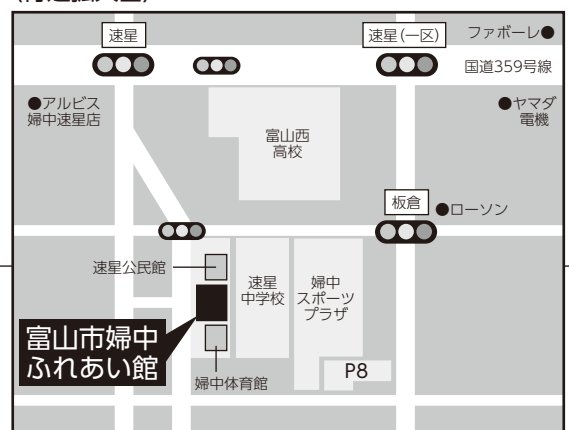 速星
速星(一区)
ファボーレ●
国道359号線
●アルビス
婦中速星店
●ヤマダ
電機
富山西
高校
板倉
●ローソン
速星公民館
速星
中学校
婦中
スポーツ
プラザ
富山市婦中
ふれあい館
P8
婦中体育館